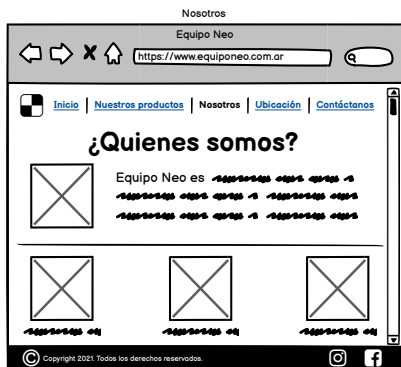 Nosotros
Equipo Neo
https://www.equiponeo.com.ar
Inicio | Nuestros productos | Nosotros | Ubicación | Contáctanos
¿Quienes somos?
Equipo Neo es
© Copyright 2021. Todos los derechos reservados.